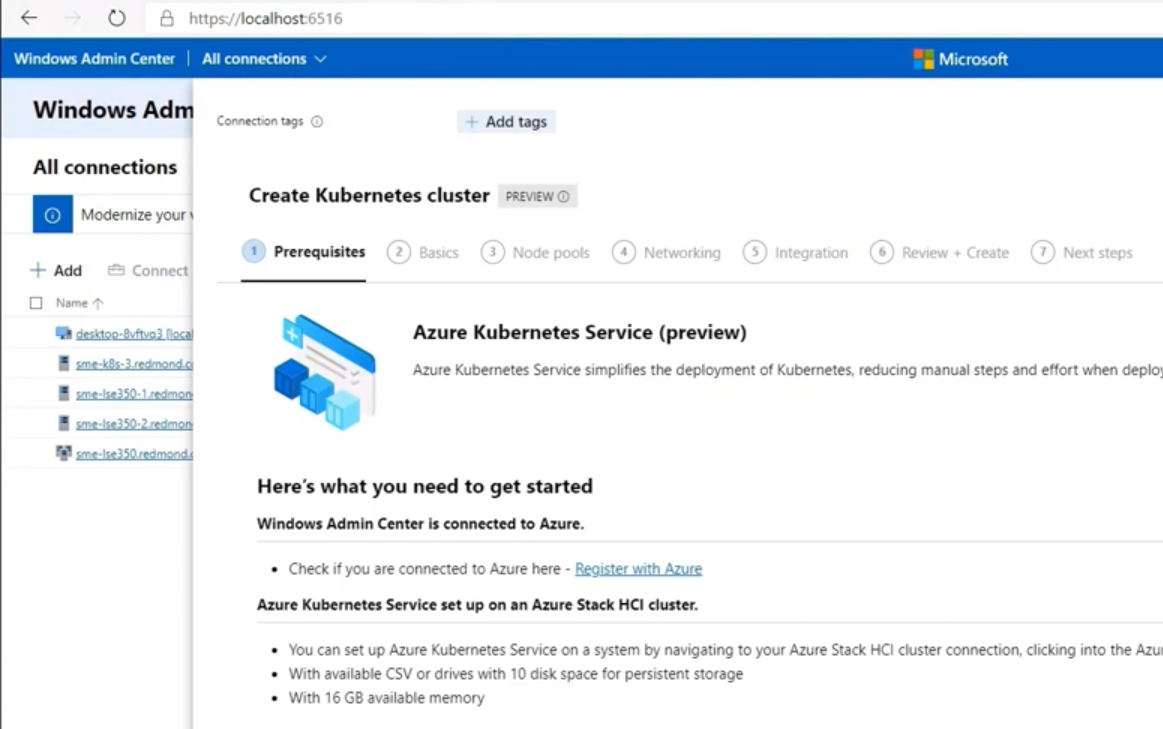 https://localhost:6516
Windows Admin Center | All connections
Microsoft
Windows Adm
Connection tags
+ Add tags
All connections
Create Kubernetes cluster PREVIEW
Modernize your
1 Prerequisites 2 Basics 3 Node pools 4 Networking 5 Integration 6 Review + Create 7 Next steps
+ Add Connect
Name
desktop-8vftvq3 [local
sme-k8s-3.redmond.c
sme-lse350-1.redmon
sme-lse350-2.redmon
sme-lse350.redmond.
Azure Kubernetes Service (preview)
Azure Kubernetes Service simplifies the deployment of Kubernetes, reducing manual steps and effort when deploy
Here's what you need to get started
Windows Admin Center is connected to Azure.
• Check if you are connected to Azure here - Register with Azure
Azure Kubernetes Service set up on an Azure Stack HCI cluster.
• You can set up Azure Kubernetes Service on a system by navigating to your Azure Stack HCI cluster connection, clicking into the Azu
• With available CSV or drives with 10 disk space for persistent storage
• With 16 GB available memory